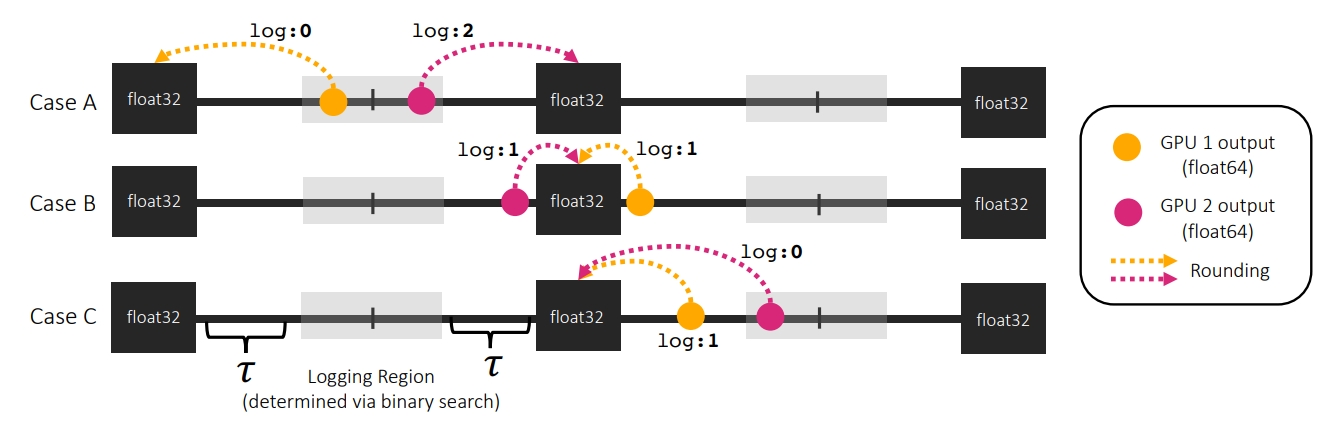 log:0
log:2
Case A
float32
float32
float32
log:1
log:1
Case B
float32
float32
float32
log:0
Case C
float32
float32
float32
log:1
τ
τ
Logging Region
(determined via binary search)
GPU 1 output
(float64)
GPU 2 output
(float64)
Rounding